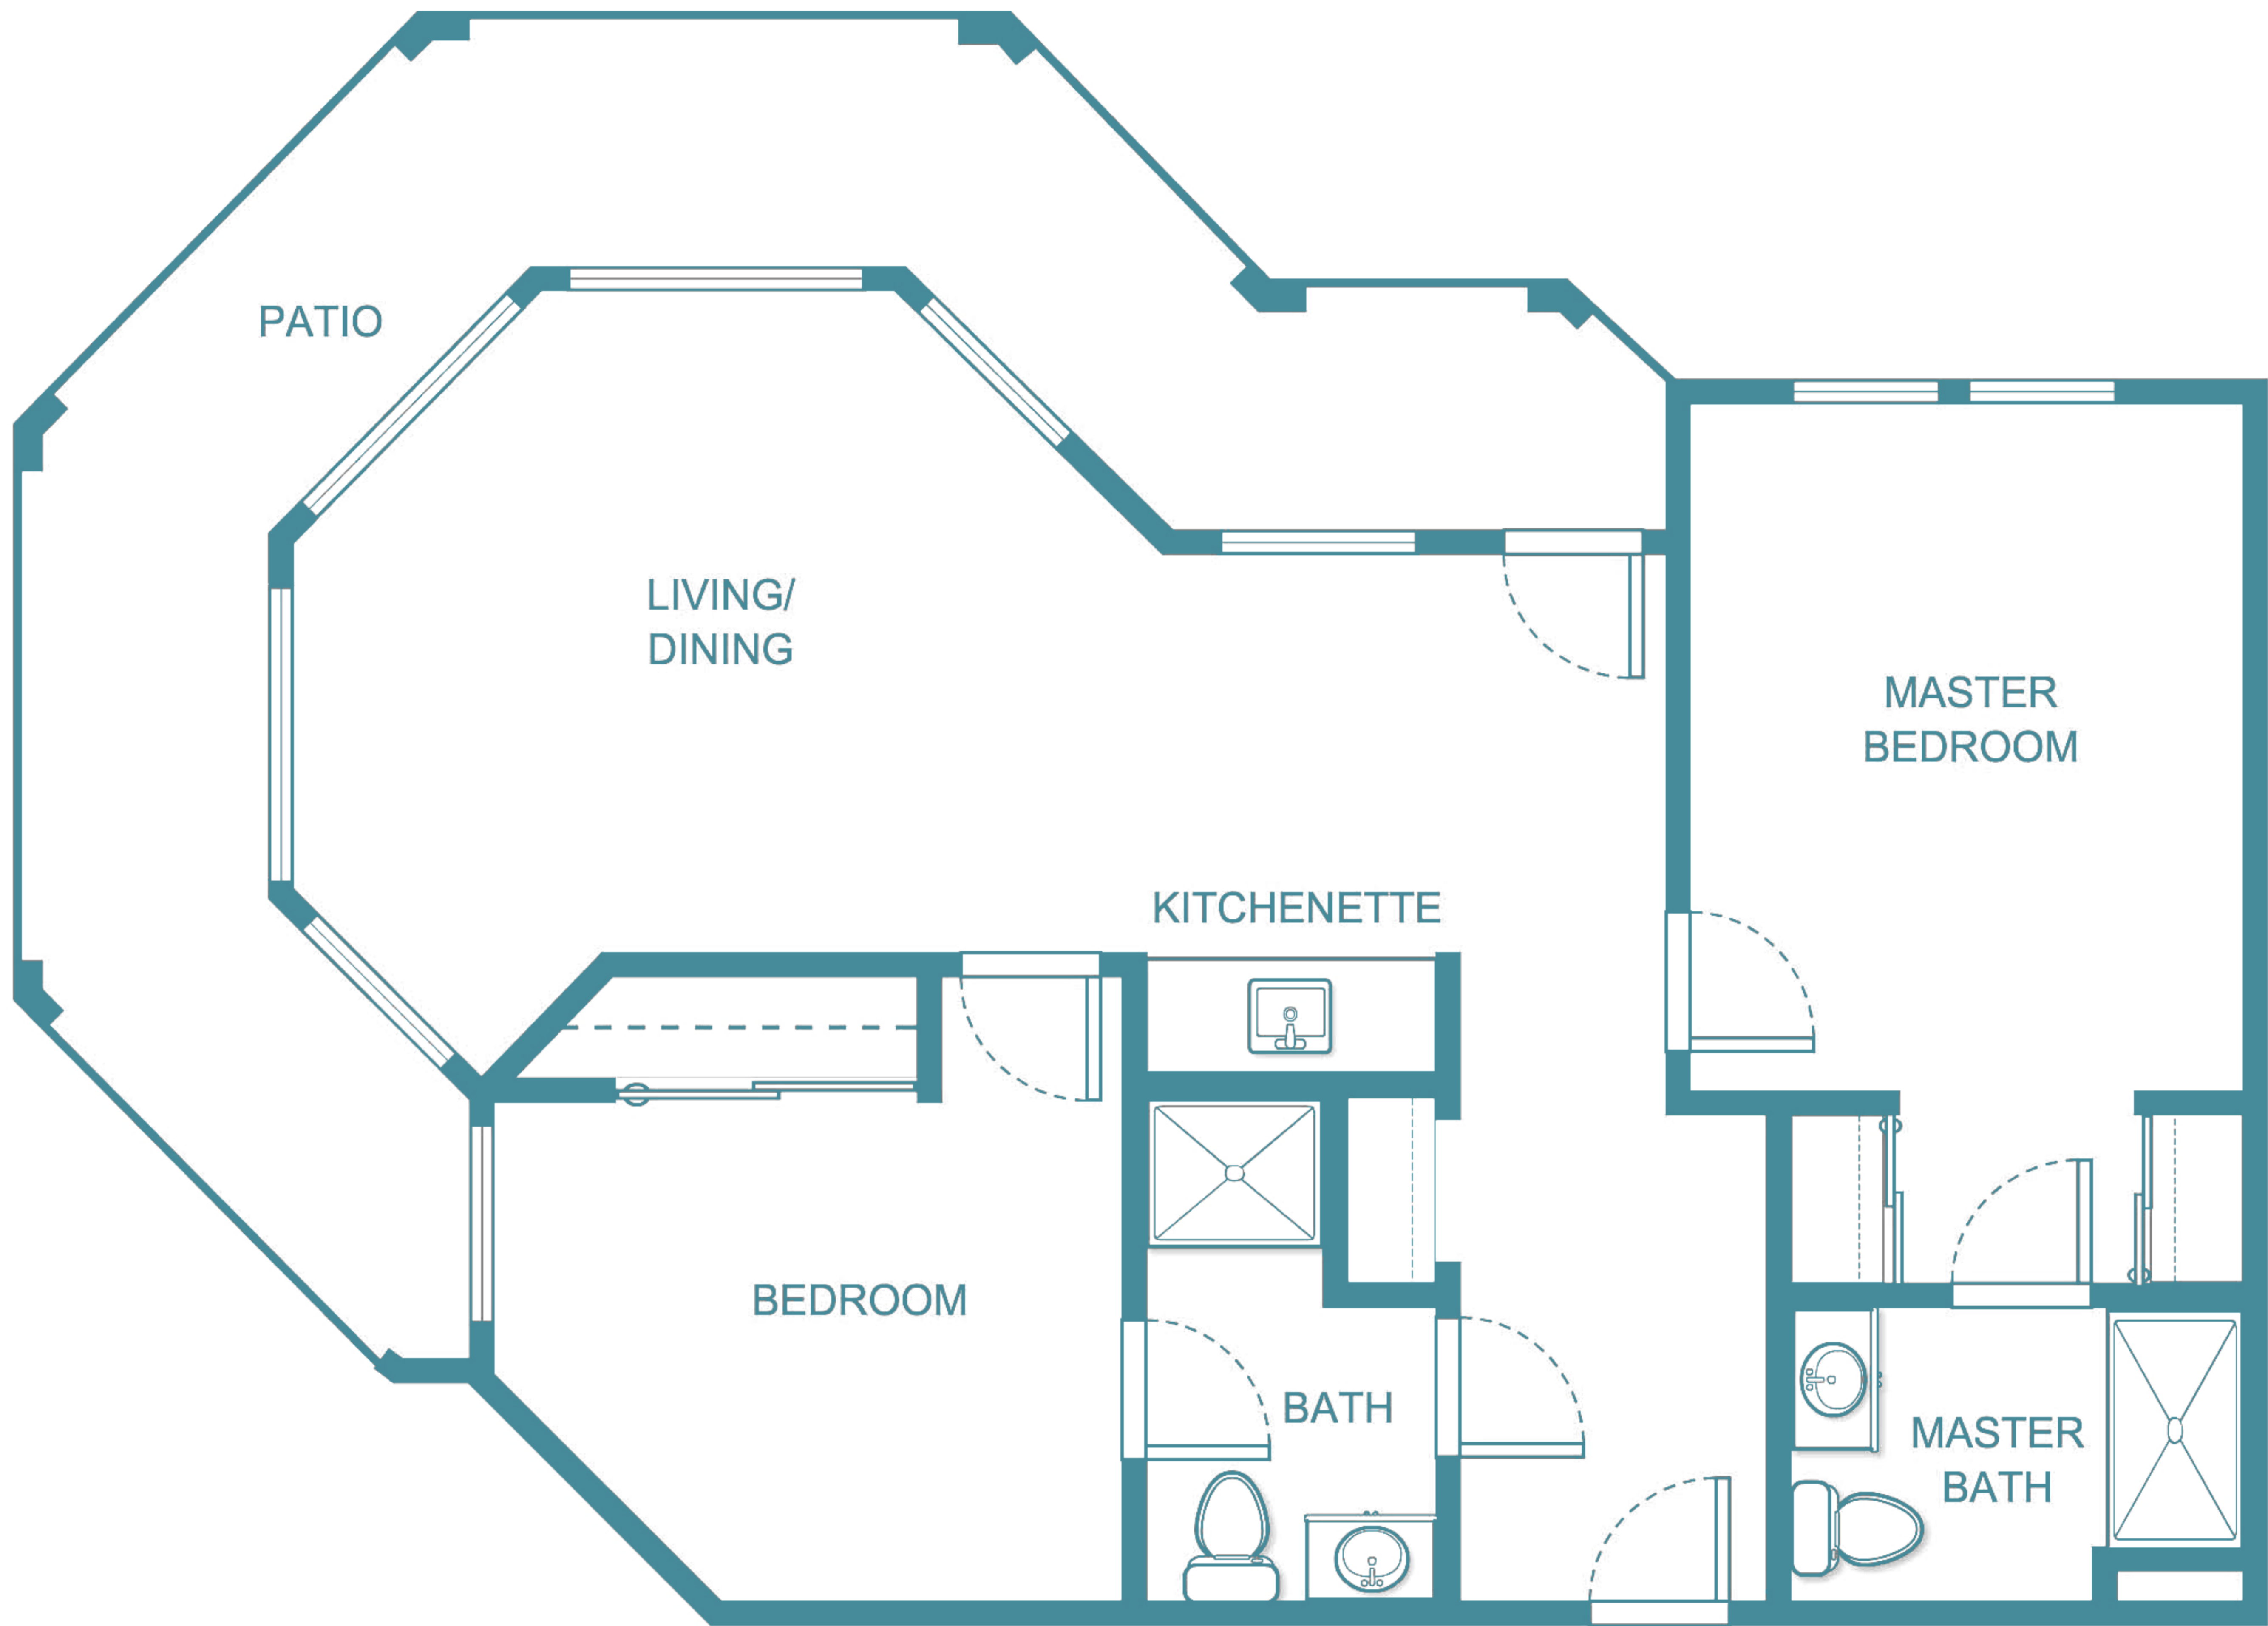 PATIO
LIVING/
DINING
MASTER
BEDROOM
KITCHENETTE
BEDROOM
BATH
MASTER
BATH